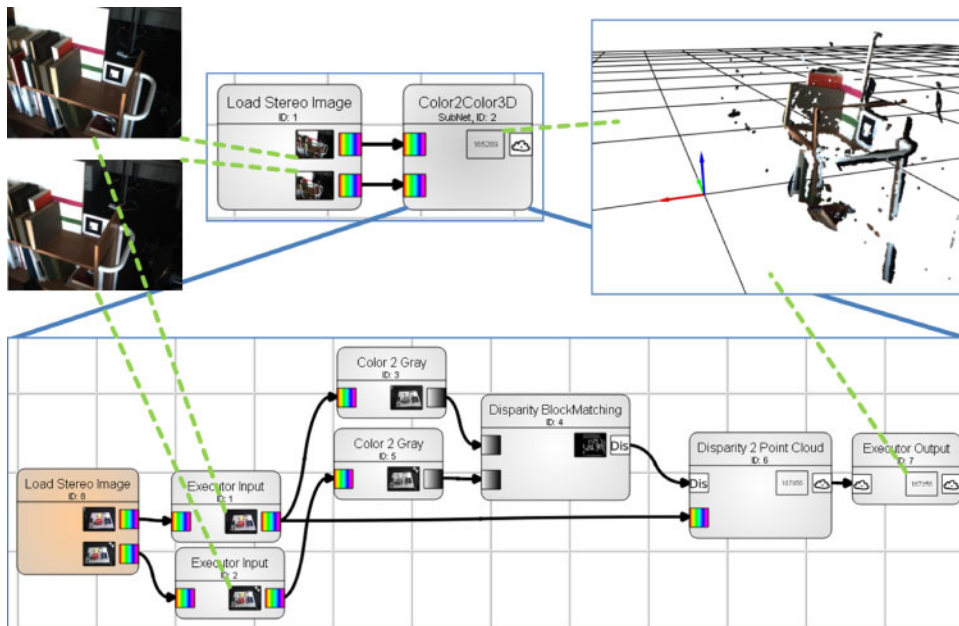 Load Stereo Image
ID: 1
Color2Color3D
SubNet, ID: 2
Color 2 Gray
ID: 3
Color 2 Gray
ID: 5
Disparity BlockMatching
ID: 4
Dis
Disparity 2 Point Cloud
ID: 6
Dis
Executor Output
ID: 7
Load Stereo Image
ID: 8
Executor Input
ID: 1
Executor Input
ID: 2